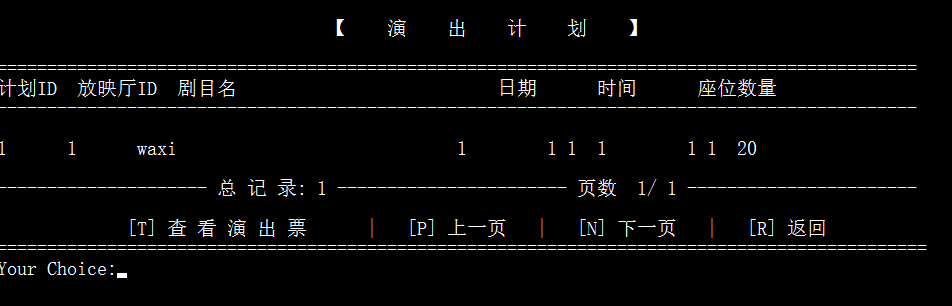 【 演 出 计 划 】
计划ID 放映厅ID 剧目名 日期 时间 座位数量
1 1 waxi 1 1 1 1 1 1 20
总 记 录: 1 页数 1/ 1
[T] 查 看 演 出 票 | [P] 上一页 | [N] 下一页 | [R] 返回
Your Choice: